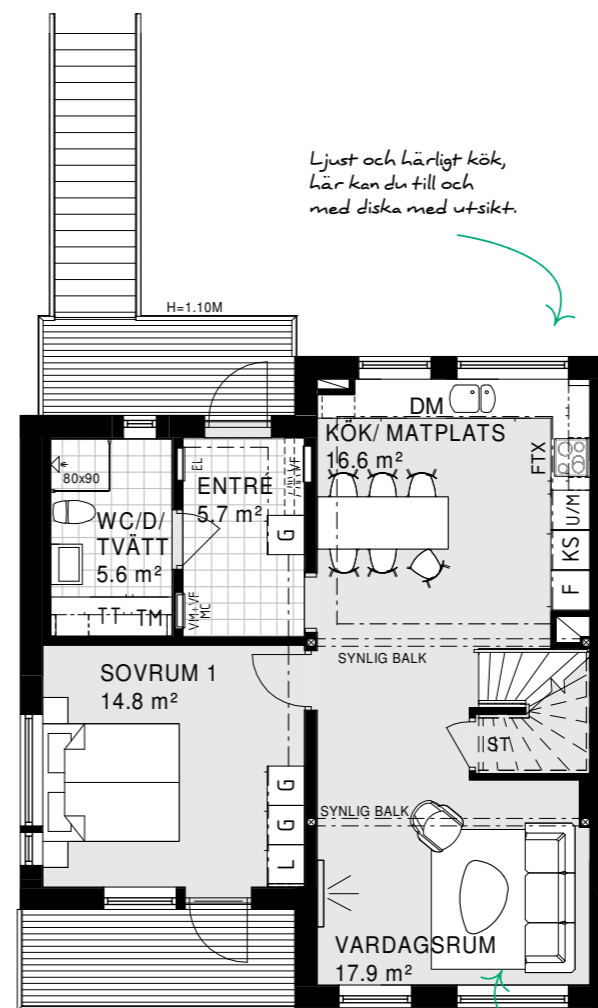 Ljust och härligt kök,
här kan du till och
med diska med utsikt.
H=1.10M
DM
KÖK/ MATPLATS
16.6 m²
FTX
80x90
EL
VF
ENTRÉ
5.7 m²
G
U/M
WC/D/
TVÄTT
5.6 m²
KS
F
TT
TM
VM+VF
MC
SYNLIG BALK
SOVRUM 1
14.8 m²
ST
G
G
L
SYNLIG BALK
VARDAGSRUM
17.9 m²